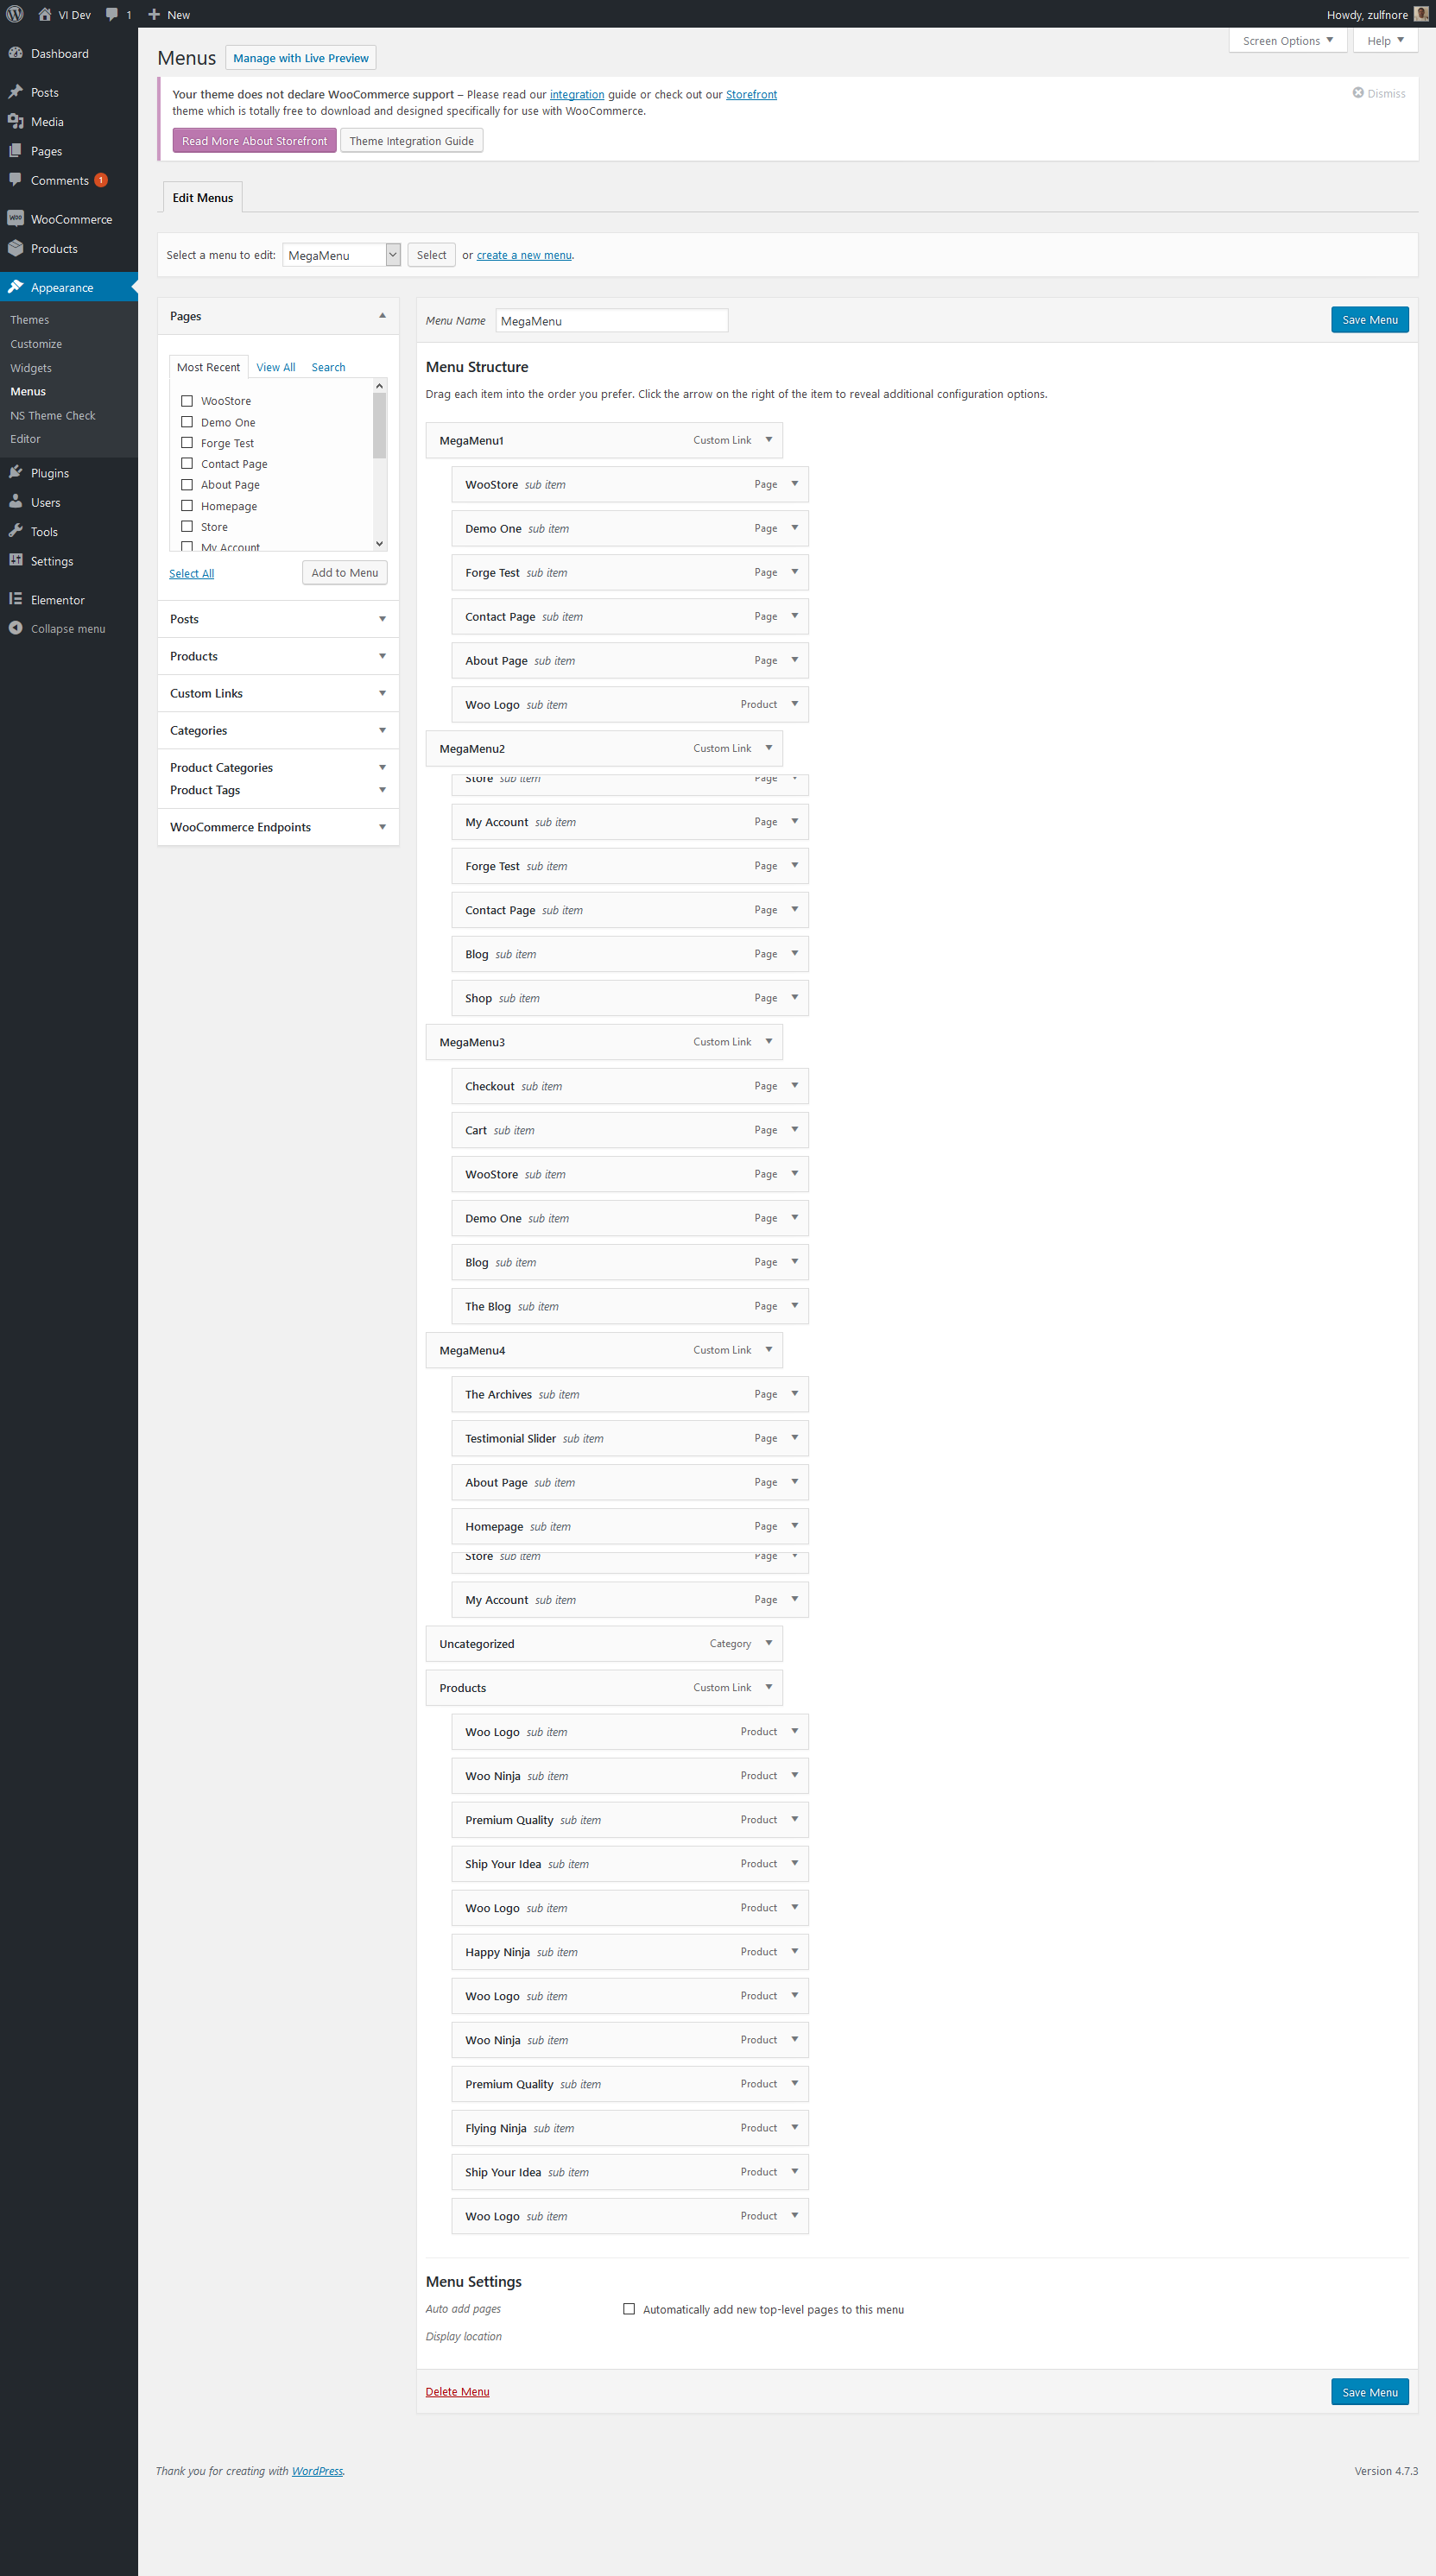 VI Dev 1 New Howdy, zulfnore
Dashboard
Posts
Media
Pages
Comments 1
WooCommerce
Products
Appearance
Themes
Customize
Widgets
Menus
NS Theme Check
Editor
Plugins
Users
Tools
Settings
Elementor
Collapse menu
Screen Options Help
Menus Manage with Live Preview
Your theme does not declare WooCommerce support – Please read our integration guide or check out our Storefront
theme which is totally free to download and designed specifically for use with WooCommerce.
Dismiss
Read More About Storefront Theme Integration Guide
Edit Menus
Select a menu to edit: MegaMenu Select or create a new menu.
Pages
Most Recent View All Search
WooStore
Demo One
Forge Test
Contact Page
About Page
Homepage
Store
My Account
Select All Add to Menu
Posts
Products
Custom Links
Categories
Product Categories
Product Tags
WooCommerce Endpoints
Menu Name MegaMenu Save Menu
Menu Structure
Drag each item into the order you prefer. Click the arrow on the right of the item to reveal additional configuration options.
MegaMenu1 Custom Link
WooStore sub item Page
Demo One sub item Page
Forge Test sub item Page
Contact Page sub item Page
About Page sub item Page
Woo Logo sub item Product
MegaMenu2 Custom Link
Store sub item Page
My Account sub item Page
Forge Test sub item Page
Contact Page sub item Page
Blog sub item Page
Shop sub item Page
MegaMenu3 Custom Link
Checkout sub item Page
Cart sub item Page
WooStore sub item Page
Demo One sub item Page
Blog sub item Page
The Blog sub item Page
MegaMenu4 Custom Link
The Archives sub item Page
Testimonial Slider sub item Page
About Page sub item Page
Homepage sub item Page
Store sub item Page
My Account sub item Page
Uncategorized Category
Products Custom Link
Woo Logo sub item Product
Woo Ninja sub item Product
Premium Quality sub item Product
Ship Your Idea sub item Product
Woo Logo sub item Product
Happy Ninja sub item Product
Woo Logo sub item Product
Woo Ninja sub item Product
Premium Quality sub item Product
Flying Ninja sub item Product
Ship Your Idea sub item Product
Woo Logo sub item Product
Menu Settings
Auto add pages Automatically add new top-level pages to this menu
Display location
Delete Menu Save Menu
Thank you for creating with WordPress. Version 4.7.3